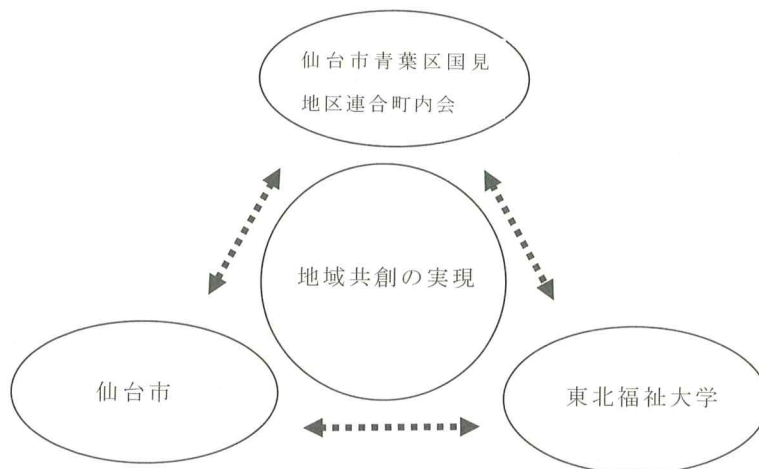 仙台市青葉区国見
地区連合町内会
地域共創の実現
仙台市
東北福祉大学